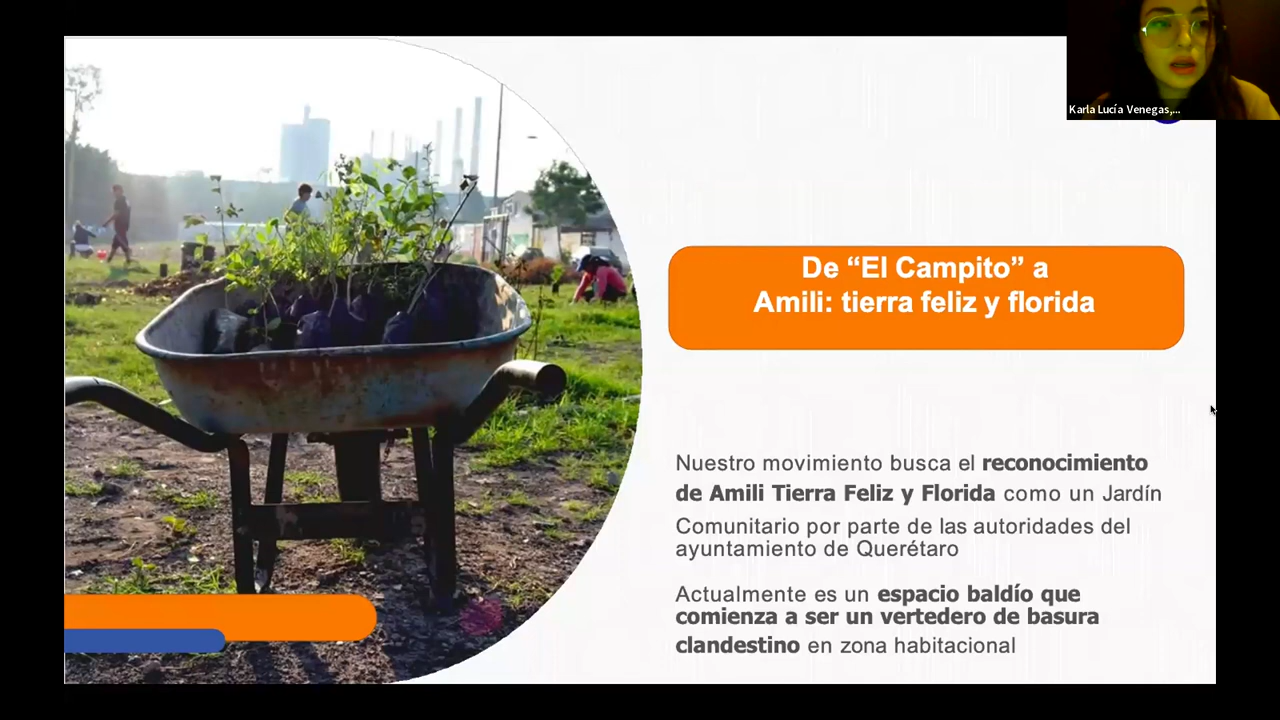 Karla Lucía Venegas,...
De “El Campito” a
Amili: tierra feliz y florida
Nuestro movimiento busca el reconocimiento
de Amili Tierra Feliz y Florida como un Jardín
Comunitario por parte de las autoridades del
ayuntamiento de Querétaro
Actualmente es un espacio baldío que
comienza a ser un vertedero de basura
clandestino en zona habitacional